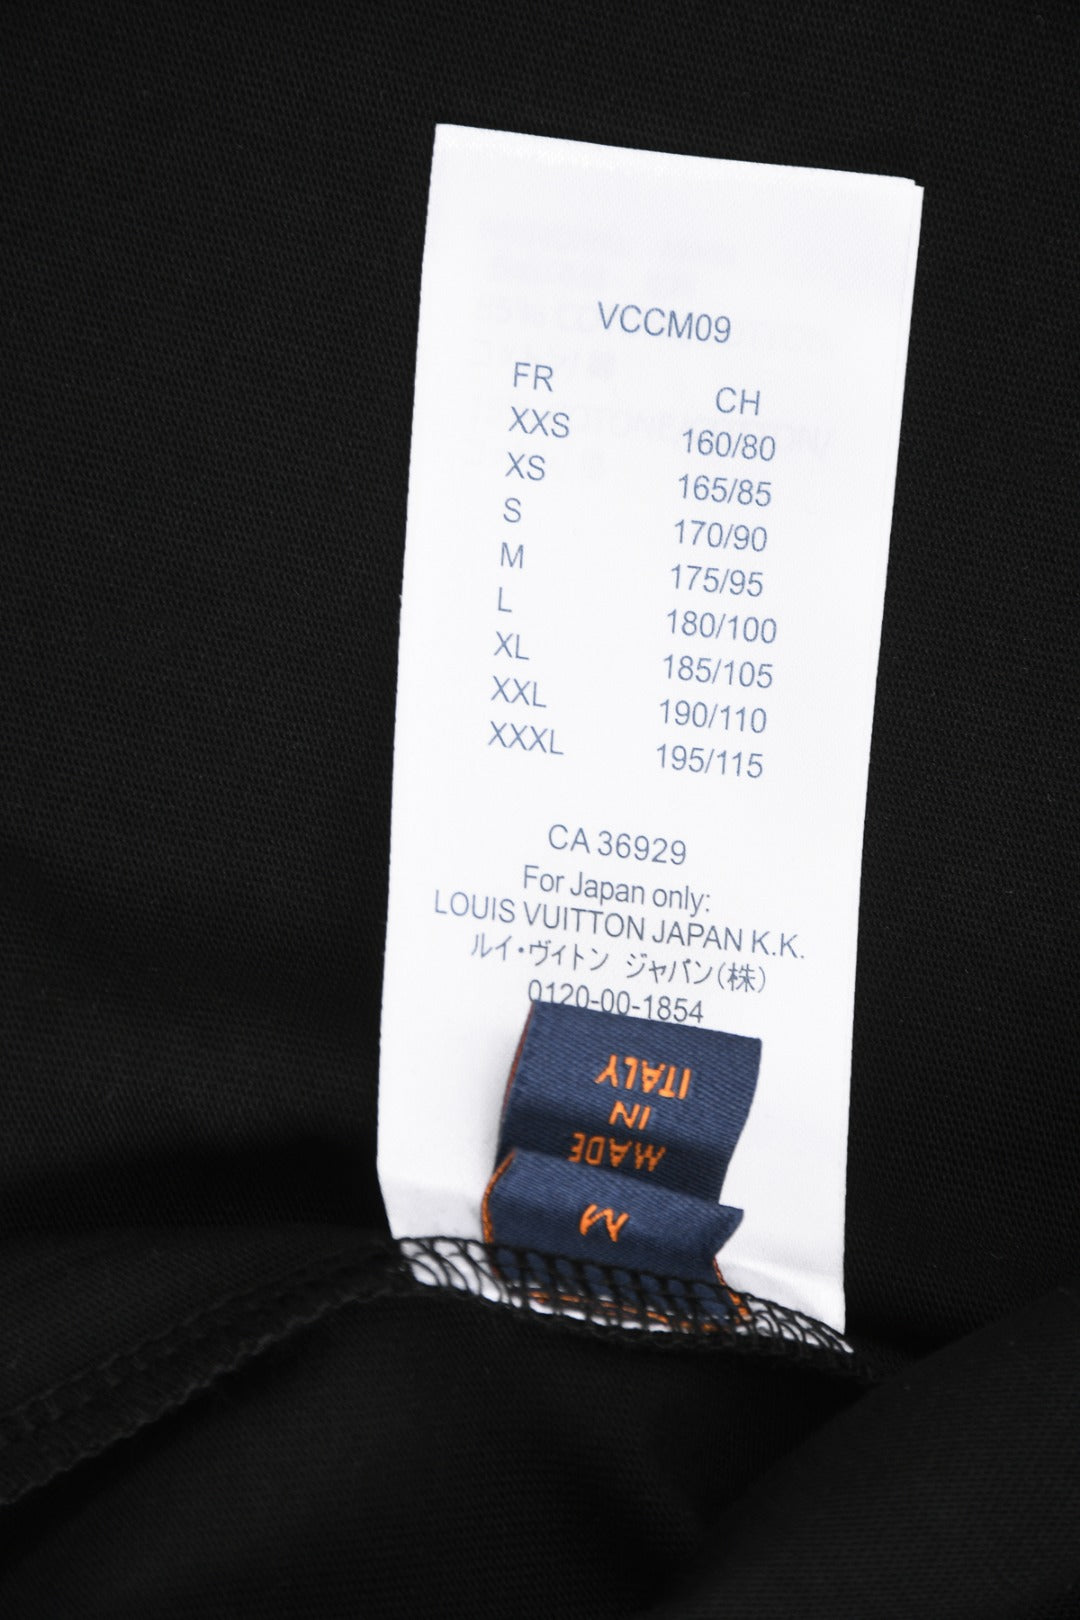 VCCM09
FR CH
XXS 160/80
XS 165/85
S 170/90
M 175/95
L 180/100
XL 185/105
XXL 190/110
XXXL 195/115
CA 36929
For Japan only:
LOUIS VUITTON JAPAN K.K.
ルイ・ヴィトン ジャパン(株)
0120-00-1854
MADE
IN
ITALY
M